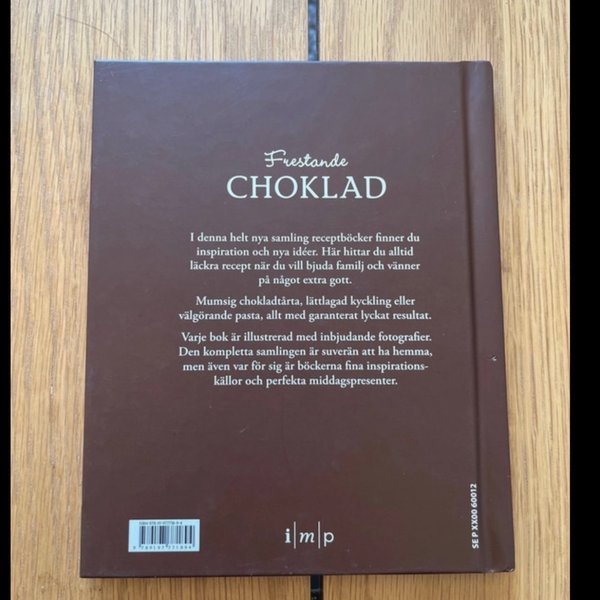 Frestande
CHOKLAD
I denna helt nya samling receptböcker finner du
inspiration och nya idéer. Här hittar du alltid
läckra recept när du vill bjuda familj och vänner
på något extra gott.
Mumsig chokladtårta, lättlagad kyckling eller
välgörande pasta, allt med garanterat lyckat resultat.
Varje bok är illustrerad med inbjudande fotografier.
Den kompletta samlingen är suverän att ha hemma,
men även var för sig är böckerna fina inspirations-
källor och perfekta middagspresenter.
i|m|p
SE P XX00 60012